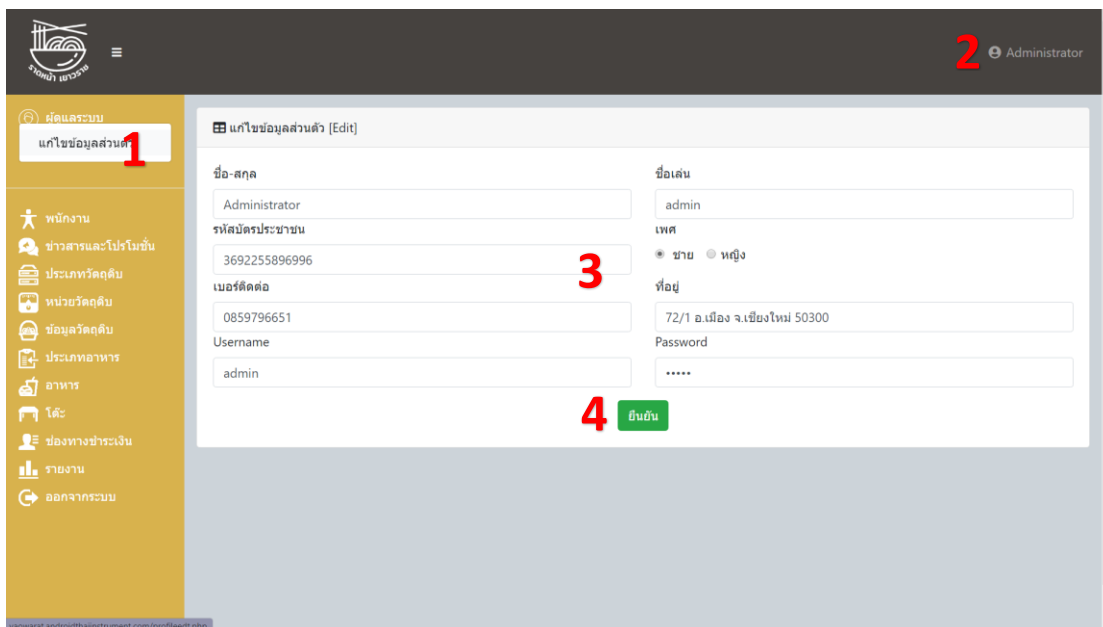 ราดหน้า เยาวราช
2
Administrator
ผู้ดูแลระบบ
แก้ไขข้อมูลส่วนตัว
1
แก้ไขข้อมูลส่วนตัว [Edit]
ชื่อ-สกุล
ชื่อเล่น
Administrator
admin
รหัสบัตรประชาชน
เพศ
3692255896996
3
ชาย หญิง
เบอร์ติดต่อ
ที่อยู่
0859796651
72/1 อ.เมือง จ.เชียงใหม่ 50300
Username
Password
admin
•••••
4
ยืนยัน
พนักงาน
ข่าวสารและโปรโมชั่น
ประเภทวัตถุดิบ
หน่วยวัตถุดิบ
ข้อมูลวัตถุดิบ
ประเภทอาหาร
อาหาร
โต๊ะ
ช่องทางชำระเงิน
รายงาน
ออกจากระบบ